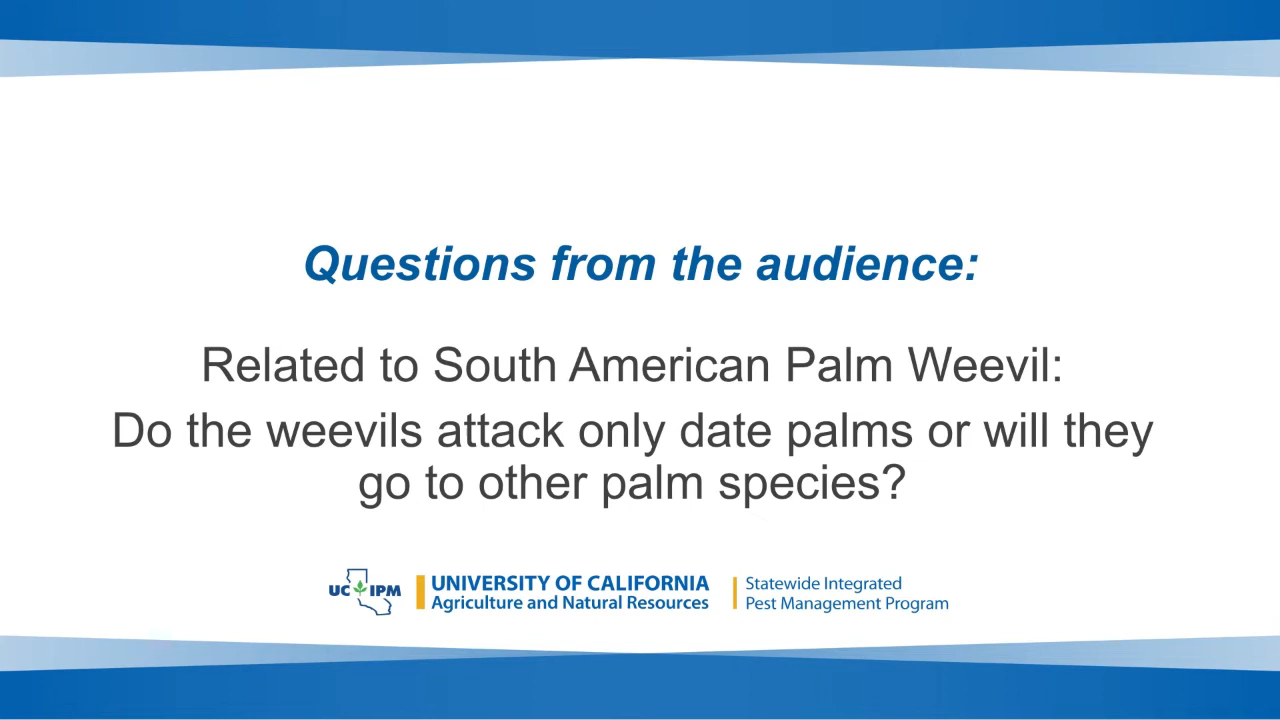 Questions from the audience:
Related to South American Palm Weevil:
Do the weevils attack only date palms or will they
go to other palm species?
UC IPM
UNIVERSITY OF CALIFORNIA
Agriculture and Natural Resources
Statewide Integrated
Pest Management Program